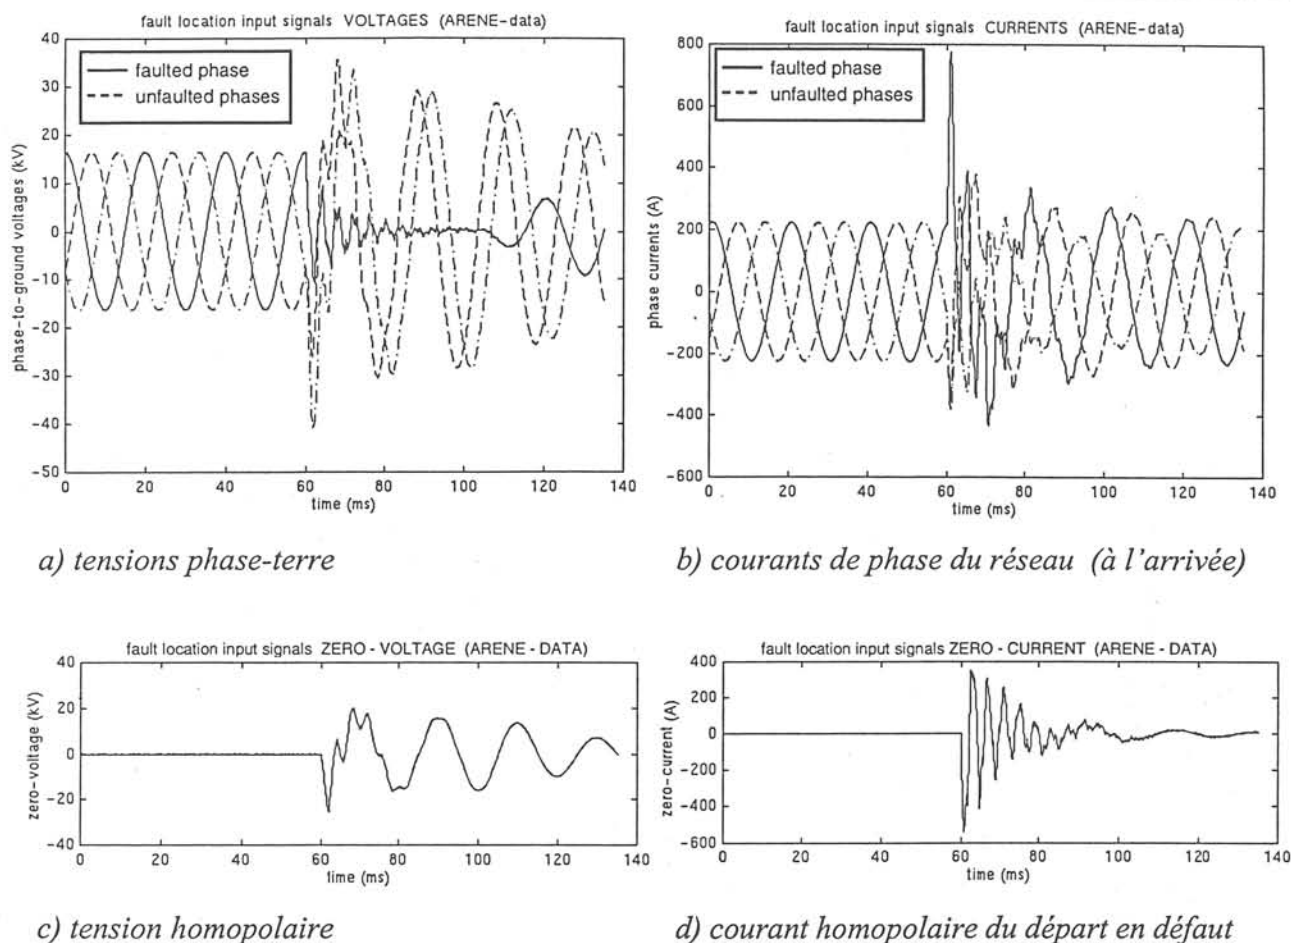 fault location input signals VOLTAGES (ARENE-data)
40
30
20
10
0
-10
-20
-30
-40
-50
phase-to-ground voltages (kV)
faulted phase
unfaulted phases
0 20 40 60 80 100 120 140
time (ms)
a) tensions phase-terre
fault location input signals CURRENTS (ARENE-data)
800
600
400
200
0
-200
-400
-600
phase currents (A)
faulted phase
unfaulted phases
0 20 40 60 80 100 120 140
time (ms)
b) courants de phase du réseau (à l'arrivée)
fault location input signals ZERO - VOLTAGE (ARENE - DATA)
40
20
0
-20
-40
zero-voltage (kV)
0 20 40 60 80 100 120 140
time (ms)
c) tension homopolaire
fault location input signals ZERO - CURRENT (ARENE - DATA)
400
200
0
-200
-400
-600
zero-current (A)
0 20 40 60 80 100 120 140
time (ms)
d) courant homopolaire du départ en défaut